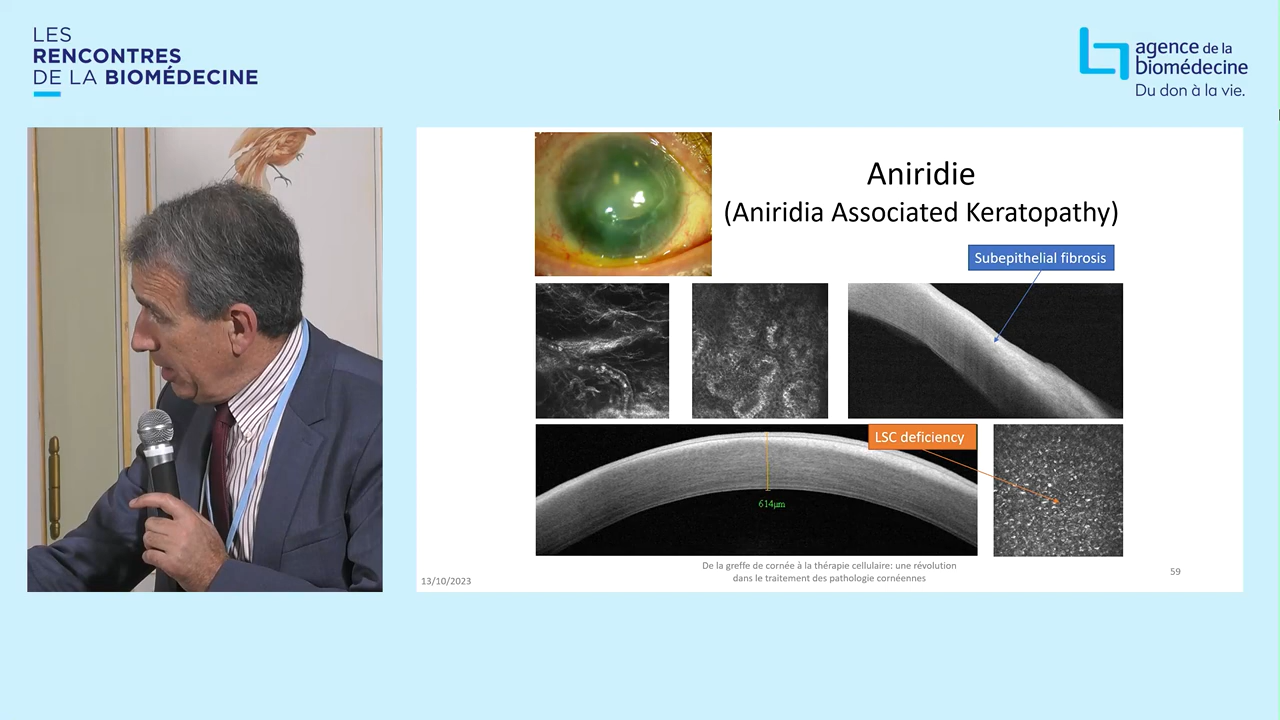 LES
RENCONTRES
DE LA BIOMÉDECINE
agence de la
biomédecine
Du don à la vie.
Aniridie
(Aniridia Associated Keratopathy)
Subepithelial fibrosis
LSC deficiency
614µm
De la greffe de cornée à la thérapie cellulaire: une révolution
dans le traitement des pathologie cornéennes
13/10/2023
59